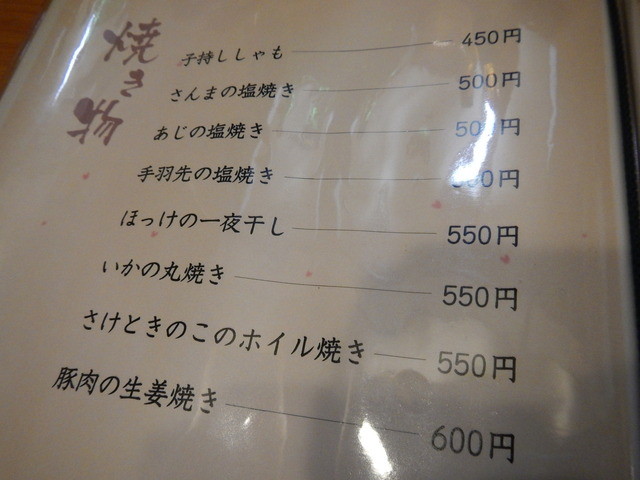 焼き物
子持ししゃも 450円
さんまの塩焼き 500円
あじの塩焼き 500円
手羽先の塩焼き
ほっけの一夜干し 550円
いかの丸焼き 550円
さけときのこのホイル焼き 550円
豚肉の生姜焼き 600円